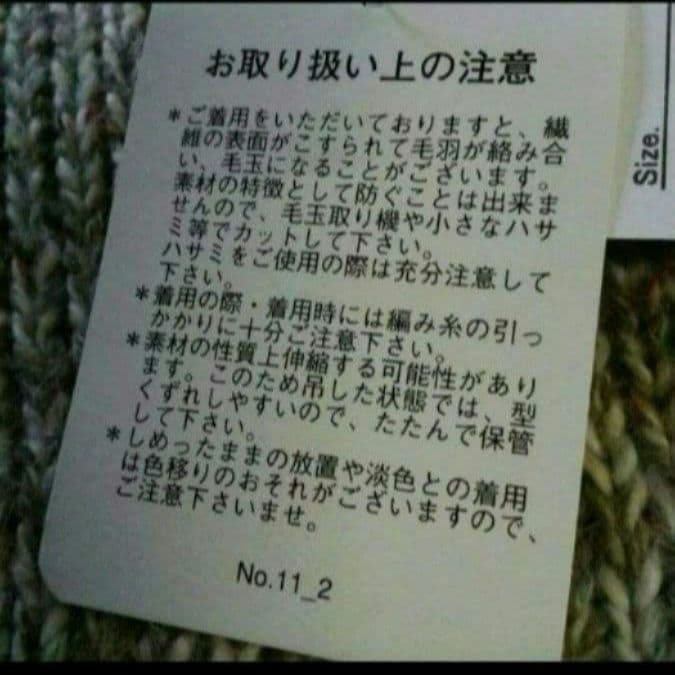 お取り扱い上の注意
*ご着用をいただいておりますと、繊
維の表面がこすられて毛羽が絡み合
い、毛玉になることがございます。
素材の特徴として防ぐことは出来ま
せんので、毛玉取り機や小さなハサ
ミ等でカットして下さい。
ハサミをご使用の際は充分注意して
下さい。
*着用の際・着用時には編み糸の引っ
かかりに十分ご注意下さい。
*素材の性質上伸縮する可能性があり
ます。このため吊した状態では、型
くずれしやすいので、たたんで保管
して下さい。
*しめったままの放置や淡色との着用
は色移りのおそれがございますので、
ご注意下さいませ。
No.11_2
Size.